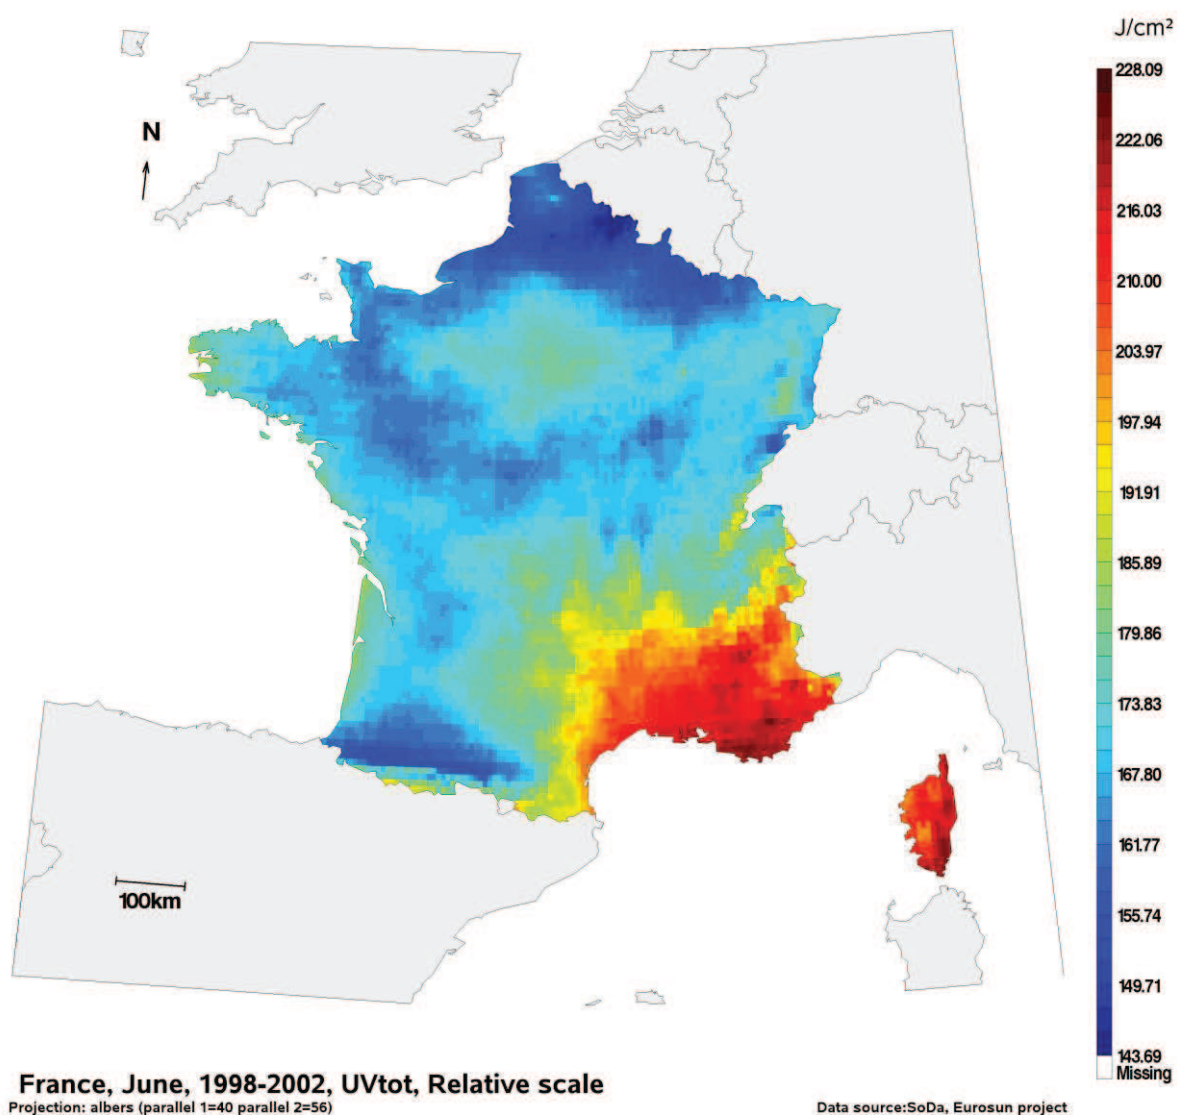 J/cm²
N
228.09
222.06
216.03
210.00
203.97
197.94
191.91
185.89
179.86
173.83
167.80
161.77
155.74
149.71
143.69
Missing
100km
France, June, 1998-2002, UVtot, Relative scale
Projection: albers (parallel 1=40 parallel 2=56)
Data source:SoDa, Eurosun project